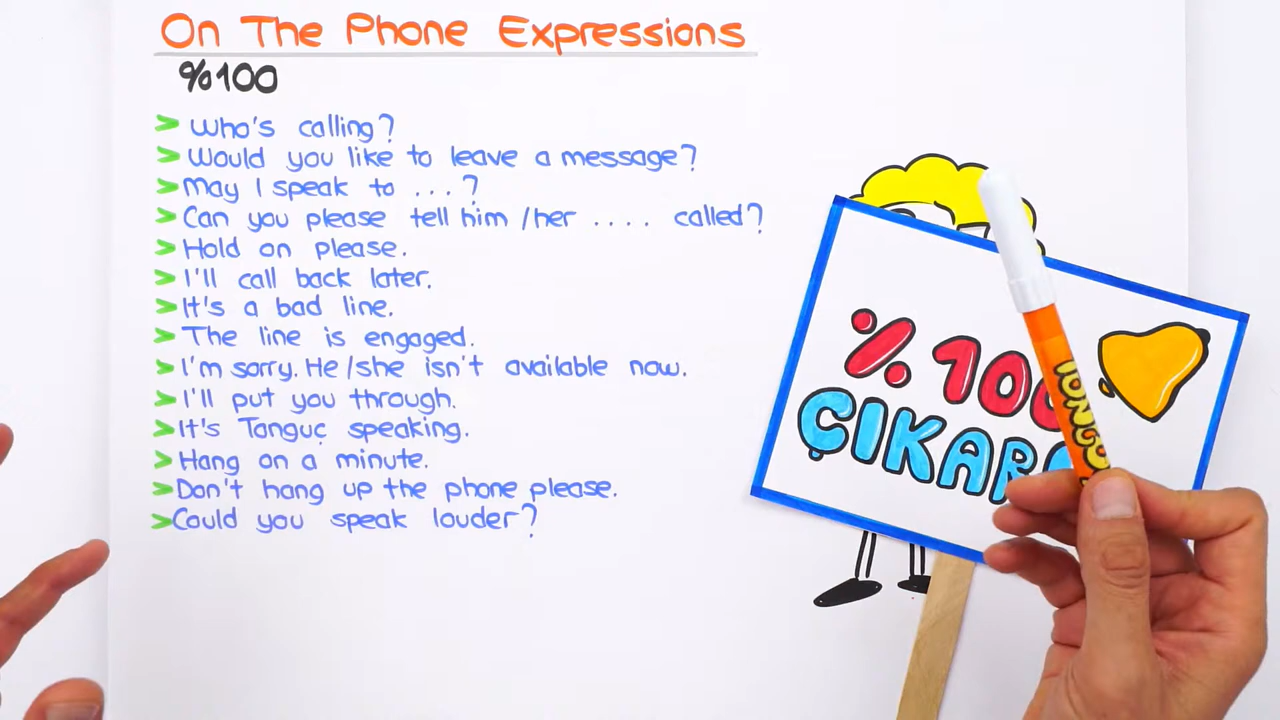 On The Phone Expressions
%100
> Who's calling?
> Would you like to leave a message?
> May I speak to ...?
> Can you please tell him/her .... called?
> Hold on please.
> I'll call back later.
> It's a bad line.
> The line is engaged.
> I'm sorry. He/she isn't available now.
> I'll put you through.
> It's Tonguç speaking.
> Hang on a minute.
> Don't hang up the phone please.
> Could you speak louder?
% 100
ÇIKAR